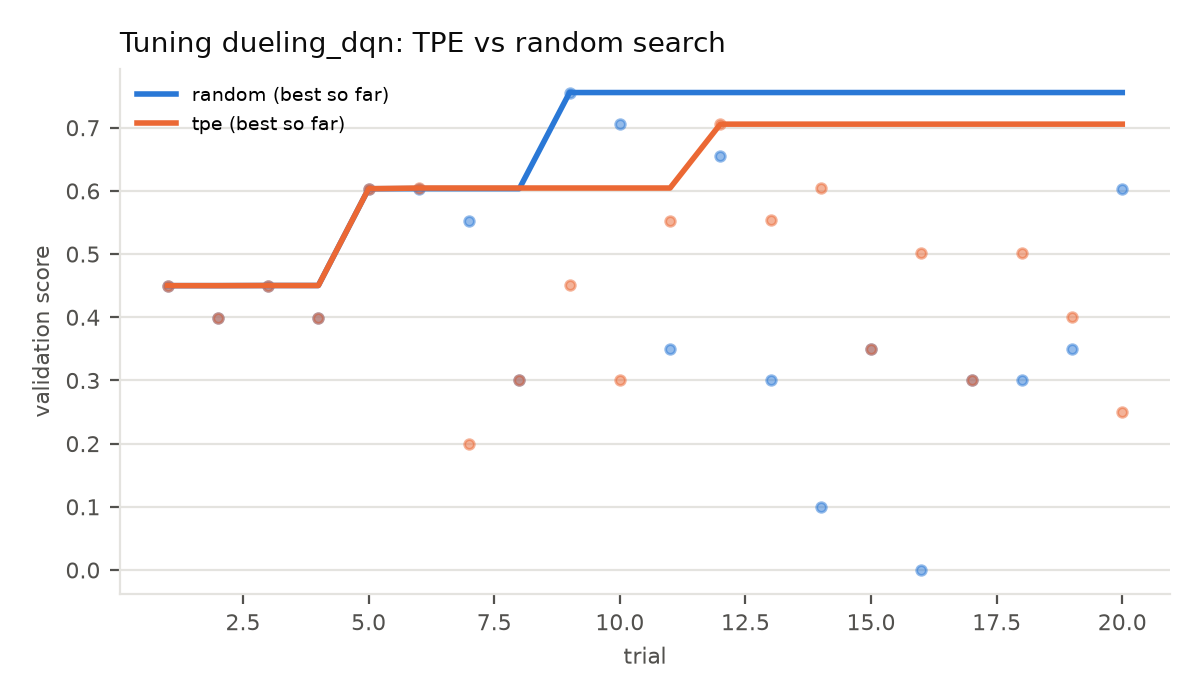 Tuning dueling_dqn: TPE vs random search
random (best so far)
tpe (best so far)
validation score
0.7
0.6
0.5
0.4
0.3
0.2
0.1
0.0
2.5 5.0 7.5 10.0 12.5 15.0 17.5 20.0
trial